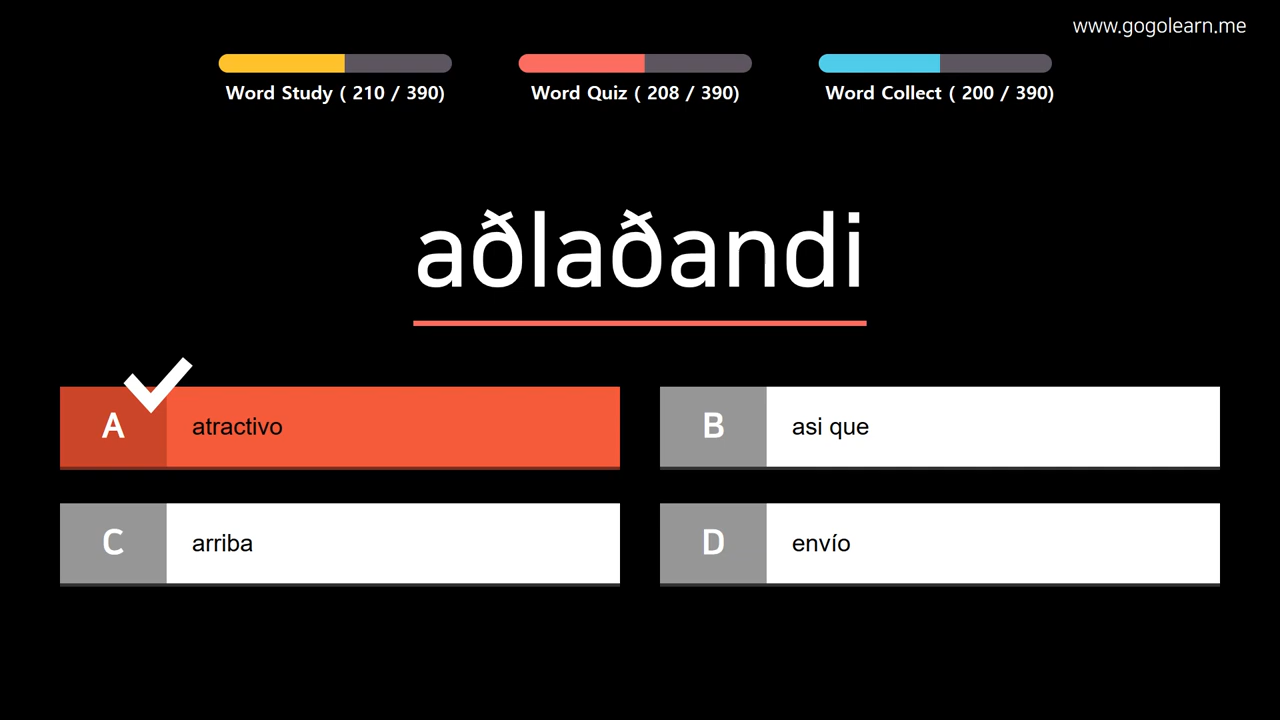 www.gogolearn.me
Word Study ( 210 / 390)
Word Quiz ( 208 / 390)
Word Collect ( 200 / 390)
aðlaðandi
A atractivo
B asi que
C arriba
D envío